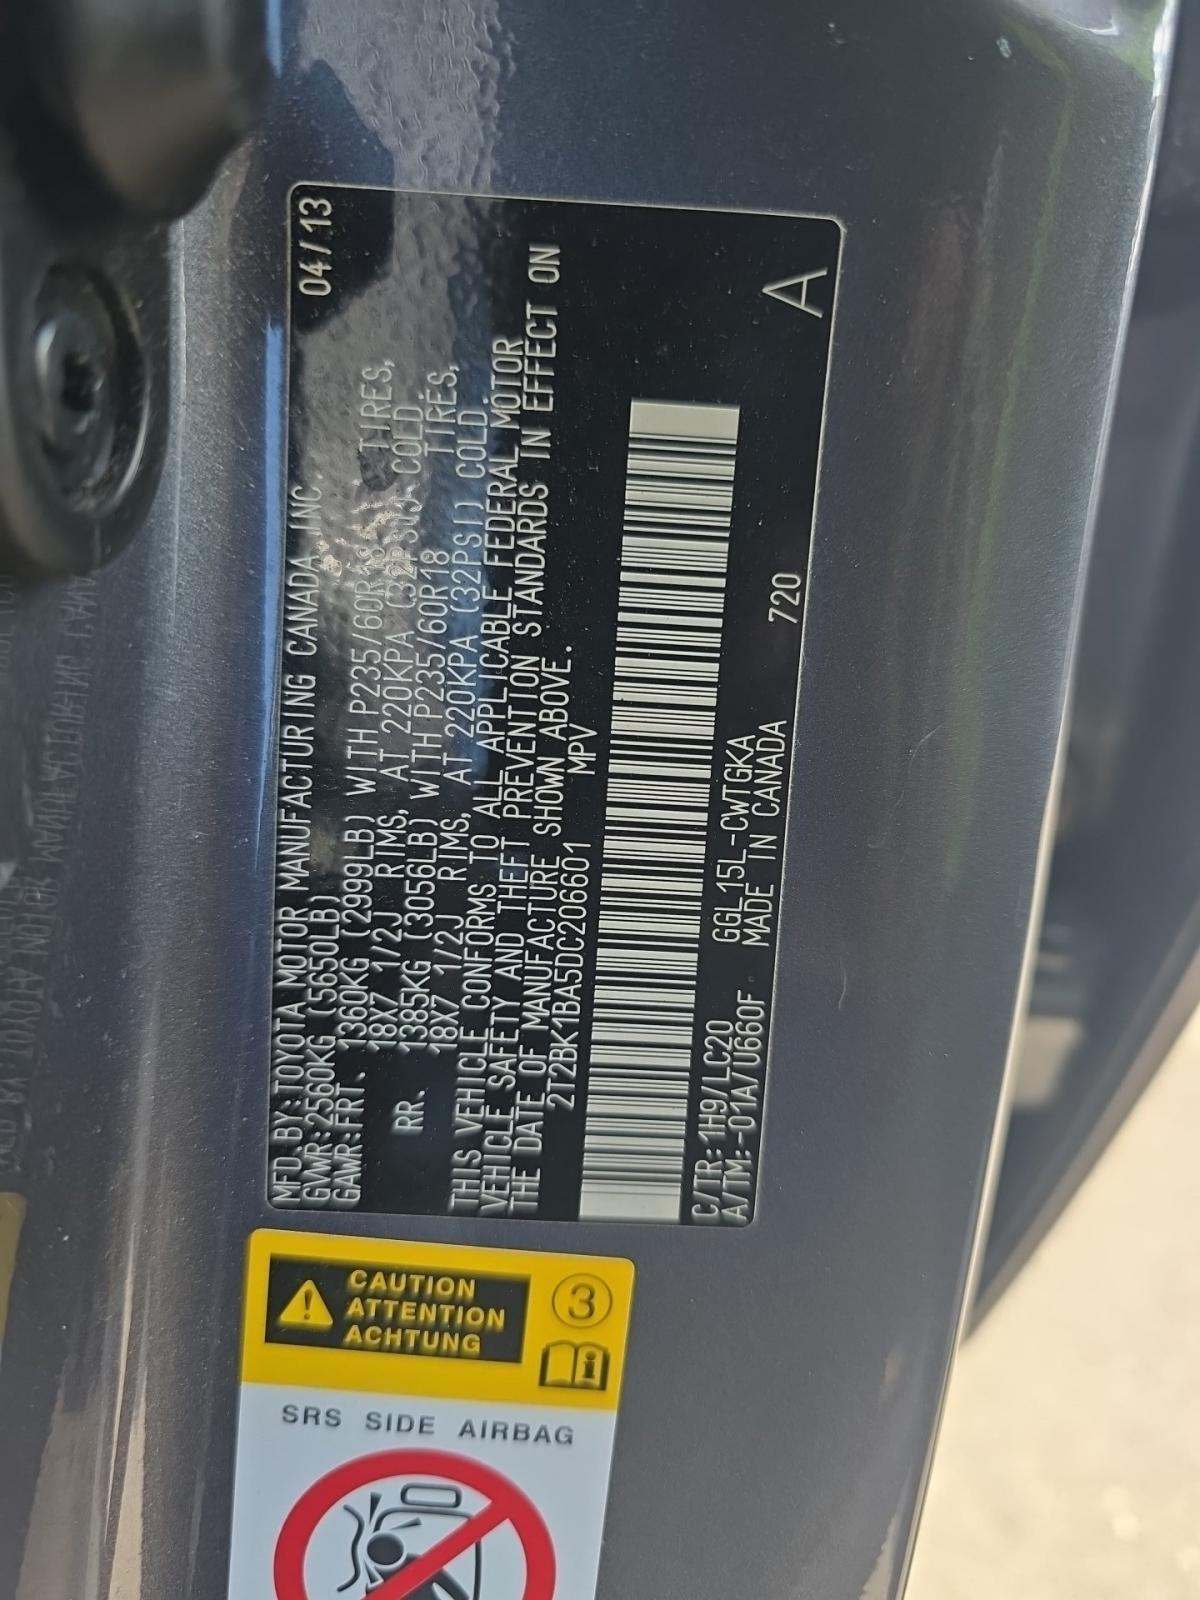 04/13
MFD.BY:TOYOTA MOTOR MANUFACTURING CANADA INC.
GVWR:2560KG (5650LB)
GAWR:FRT. 1360KG (2999LB) WITH P235/60R18 TIRES,
18X7 1/2J RIMS, AT 220KPA (32PSI) COLD.
RR. 1385KG (3056LB) WITH P235/60R18 TIRES,
18X7 1/2J RIMS, AT 220KPA (32PSI) COLD.
THIS VEHICLE CONFORMS TO ALL APPLICABLE FEDERAL MOTOR
VEHICLE SAFETY AND THEFT PREVENTION STANDARDS IN EFFECT ON
THE DATE OF MANUFACTURE SHOWN ABOVE.
2T2BK1BA5DC206601 MPV
A
C/TR:1H9/LC20 GGL15L-CWTGKA 720
A/TM:-01A/U660F MADE IN CANADA
CAUTION
ATTENTION
ACHTUNG
3
SRS SIDE AIRBAG